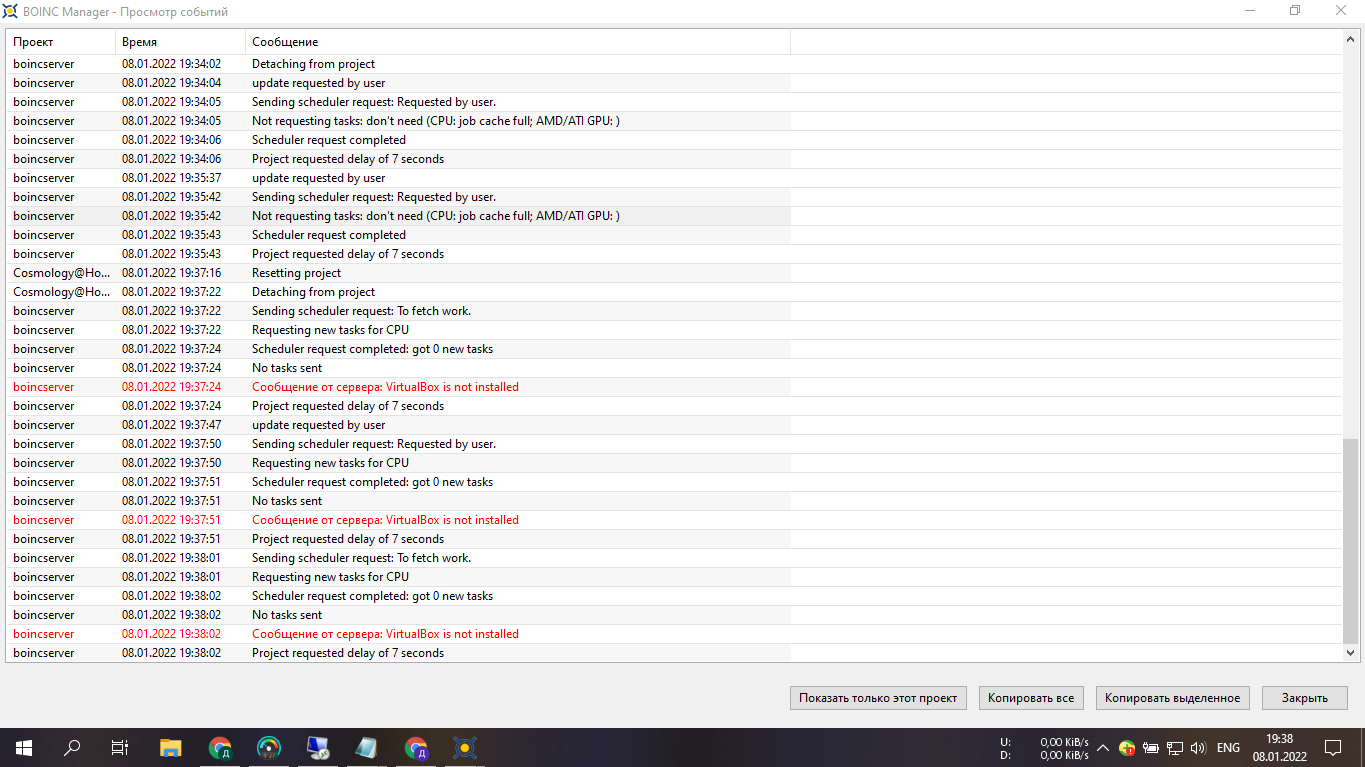 BOINC Manager - Просмотр событий
Проект Время Сообщение
boincserver 08.01.2022 19:34:02 Detaching from project
boincserver 08.01.2022 19:34:04 update requested by user
boincserver 08.01.2022 19:34:05 Sending scheduler request: Requested by user.
boincserver 08.01.2022 19:34:05 Not requesting tasks: don't need (CPU: job cache full; AMD/ATI GPU: )
boincserver 08.01.2022 19:34:06 Scheduler request completed
boincserver 08.01.2022 19:34:06 Project requested delay of 7 seconds
boincserver 08.01.2022 19:35:37 update requested by user
boincserver 08.01.2022 19:35:42 Sending scheduler request: Requested by user.
boincserver 08.01.2022 19:35:42 Not requesting tasks: don't need (CPU: job cache full; AMD/ATI GPU: )
boincserver 08.01.2022 19:35:43 Scheduler request completed
boincserver 08.01.2022 19:35:43 Project requested delay of 7 seconds
Cosmology@Ho... 08.01.2022 19:37:16 Resetting project
Cosmology@Ho... 08.01.2022 19:37:22 Detaching from project
boincserver 08.01.2022 19:37:22 Sending scheduler request: To fetch work.
boincserver 08.01.2022 19:37:22 Requesting new tasks for CPU
boincserver 08.01.2022 19:37:24 Scheduler request completed: got 0 new tasks
boincserver 08.01.2022 19:37:24 No tasks sent
boincserver 08.01.2022 19:37:24 Сообщение от сервера: VirtualBox is not installed
boincserver 08.01.2022 19:37:24 Project requested delay of 7 seconds
boincserver 08.01.2022 19:37:47 update requested by user
boincserver 08.01.2022 19:37:50 Sending scheduler request: Requested by user.
boincserver 08.01.2022 19:37:50 Requesting new tasks for CPU
boincserver 08.01.2022 19:37:51 Scheduler request completed: got 0 new tasks
boincserver 08.01.2022 19:37:51 No tasks sent
boincserver 08.01.2022 19:37:51 Сообщение от сервера: VirtualBox is not installed
boincserver 08.01.2022 19:37:51 Project requested delay of 7 seconds
boincserver 08.01.2022 19:38:01 Sending scheduler request: To fetch work.
boincserver 08.01.2022 19:38:01 Requesting new tasks for CPU
boincserver 08.01.2022 19:38:02 Scheduler request completed: got 0 new tasks
boincserver 08.01.2022 19:38:02 No tasks sent
boincserver 08.01.2022 19:38:02 Сообщение от сервера: VirtualBox is not installed
boincserver 08.01.2022 19:38:02 Project requested delay of 7 seconds
Показать только этот проект Копировать все Копировать выделенное Закрыть
U: 0,00 KiB/s
D: 0,00 KiB/s
ENG
19:38
08.01.2022